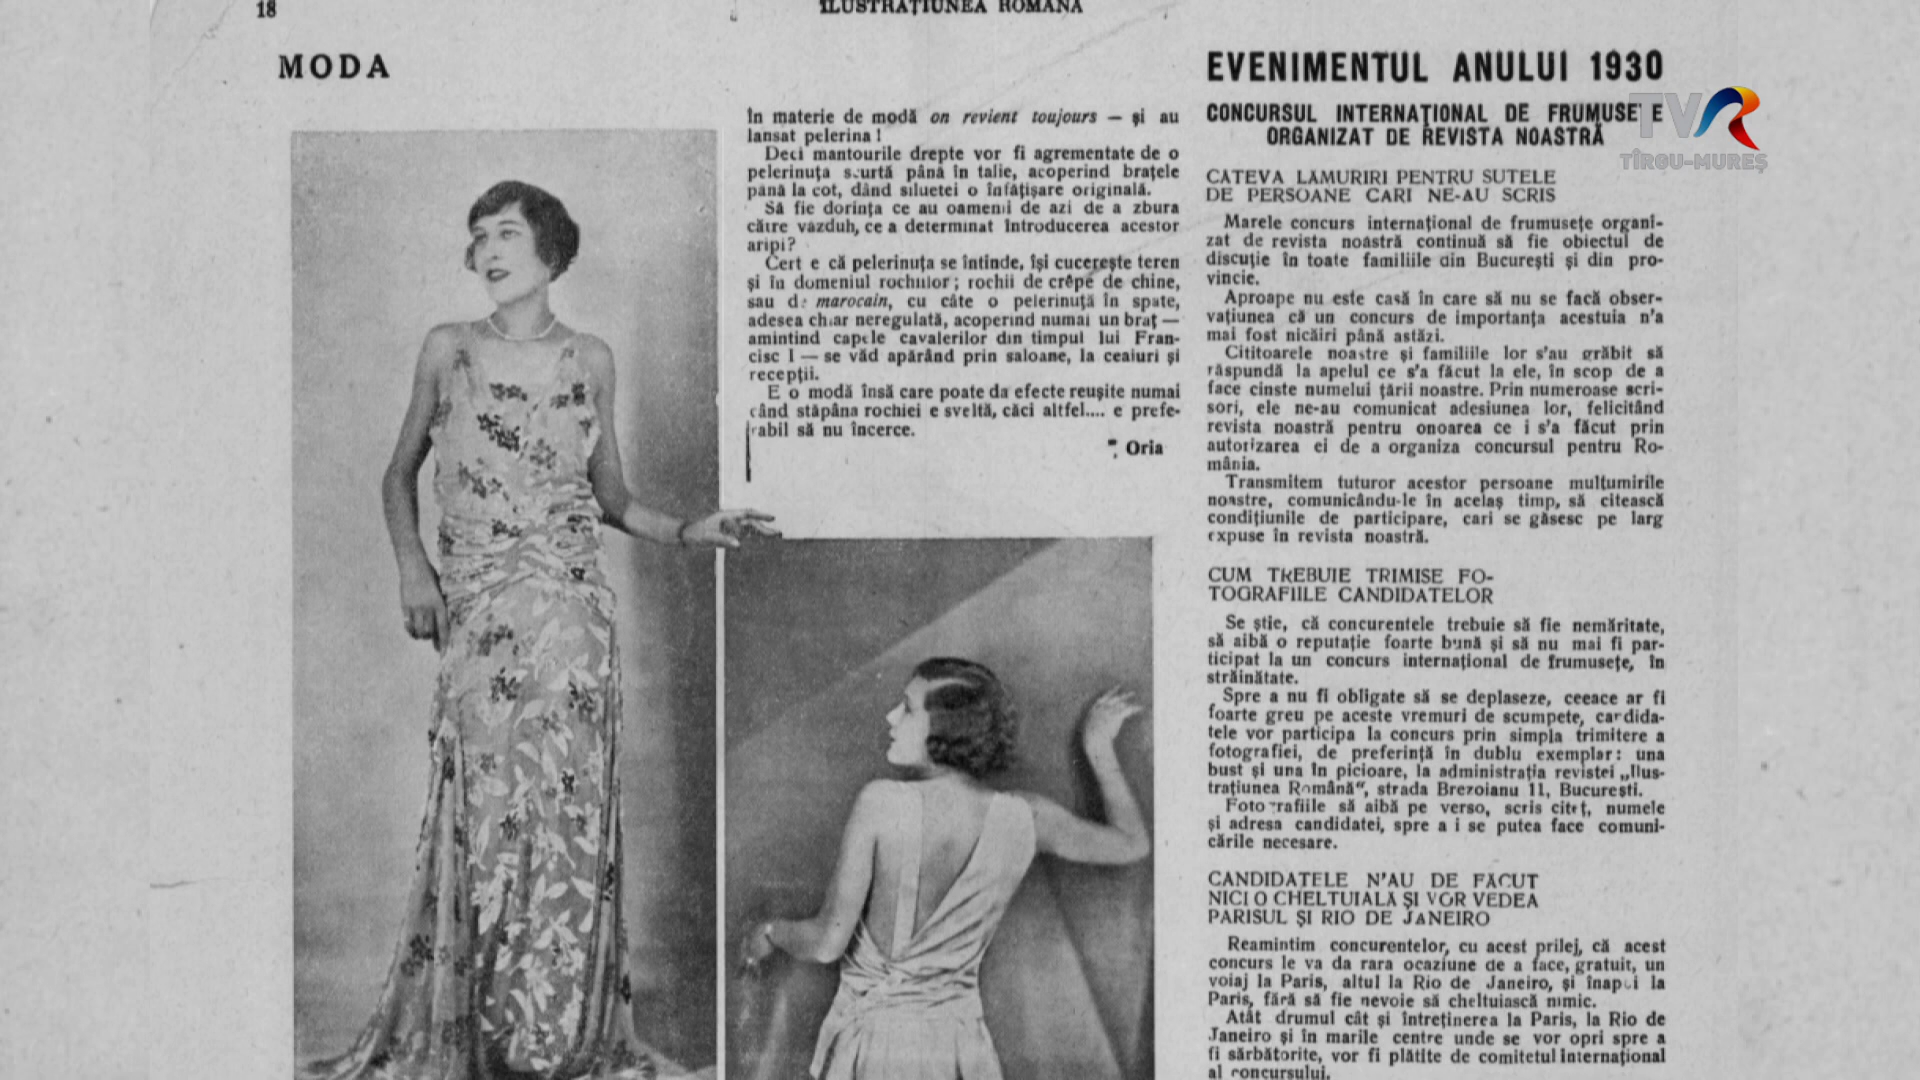 18
ILUSTRAȚIUNEA ROMÂNĂ
MODA
În materie de modă on revient toujours — și au
lansat pelerina !
Deci mantourile drepte vor fi agrementate de o
pelerinuța scurtă până în talie, acoperind brațele
până la cot, dând siluetei o înfățișare originală.
Să fie dorința ce au oamenii de azi de a zbura
către văzduh, ce a determinat introducerea acestor
aripi?
Cert e că pelerinuța se întinde, își cucerește teren
și în domeniul rochiilor; rochii de crêpe de chine,
sau de marocain, cu câte o pelerinuță în spate,
adesea chiar neregulată, acoperind numai un braț —
amintind capele cavalerilor din timpul lui Fran-
cisc I — se văd apărând prin saloane, la ceaiuri și
recepții.
E o modă însă care poate da efecte reușite numai
când stăpâna rochiei e sveltă, căci altfel.... e prefe-
rabil să nu încerce.
Oria
EVENIMENTUL ANULUI 1930
CONCURSUL INTERNAȚIONAL DE FRUMUSEȚE
ORGANIZAT DE REVISTA NOASTRĂ
TVR
TÎRGU-MUREȘ
CÂTEVA LĂMURIRI PENTRU SUTELE
DE PERSOANE CARI NE-AU SCRIS
Marele concurs internațional de frumusețe organi-
zat de revista noastră continuă să fie obiectul de
discuție în toate familiile din București și din pro-
vincie.
Aproape nu este casă în care să nu se facă obser-
vațiunea că un concurs de importanța acestuia n'a
mai fost nicăiri până astăzi.
Cititoarele noastre și familiile lor s'au grăbit să
răspundă la apelul ce s'a făcut la ele, în scop de a
face cinste numelui țării noastre. Prin numeroase scri-
sori, ele ne-au comunicat adesiunea lor, felicitând
revista noastră pentru onoarea ce i s'a făcut prin
autorizarea ei de a organiza concursul pentru Ro-
mânia.
Transmitem tuturor acestor persoane mulțumirile
noastre, comunicându-le în acelaș timp, să citească
condițiunile de participare, cari se găsesc pe larg
expuse în revista noastră.
CUM TREBUIE TRIMISE FO-
TOGRAFIILE CANDIDATELOR
Se știe, că concurentele trebuie să fie nemăritate,
să aibă o reputație foarte bună și să nu mai fi par-
ticipat la un concurs internațional de frumusețe, în
străinătate.
Spre a nu fi obligate să se deplaseze, ceeace ar fi
foarte greu pe aceste vremuri de scumpete, candida-
tele vor participa la concurs prin simpla trimitere a
fotografiei, de preferință în dublu exemplar: una
bust și una în picioare, la administrația revistei „Ilus-
trațiunea Română“, strada Brezoianu 11, București.
Fotografiile să aibă pe verso, scris citeț, numele
și adresa candidatei, spre a i se putea face comuni-
cările necesare.
CANDIDATELE N'AU DE FĂCUT
NICI O CHELTUIALĂ ȘI VOR VEDEA
PARISUL ȘI RIO DE JANEIRO
Reamintim concurentelor, cu acest prilej, că acest
concurs le va da rara ocaziune de a face, gratuit, un
voiaj la Paris, altul la Rio de Janeiro, și înapoi la
Paris, fără să fie nevoie să cheltuiască nimic.
Atât drumul cât și întreținerea la Paris, la Rio de
Janeiro și în marile centre unde se vor opri spre a
fi sărbătorite, vor fi plătite de comitetul internațional
al concursului.